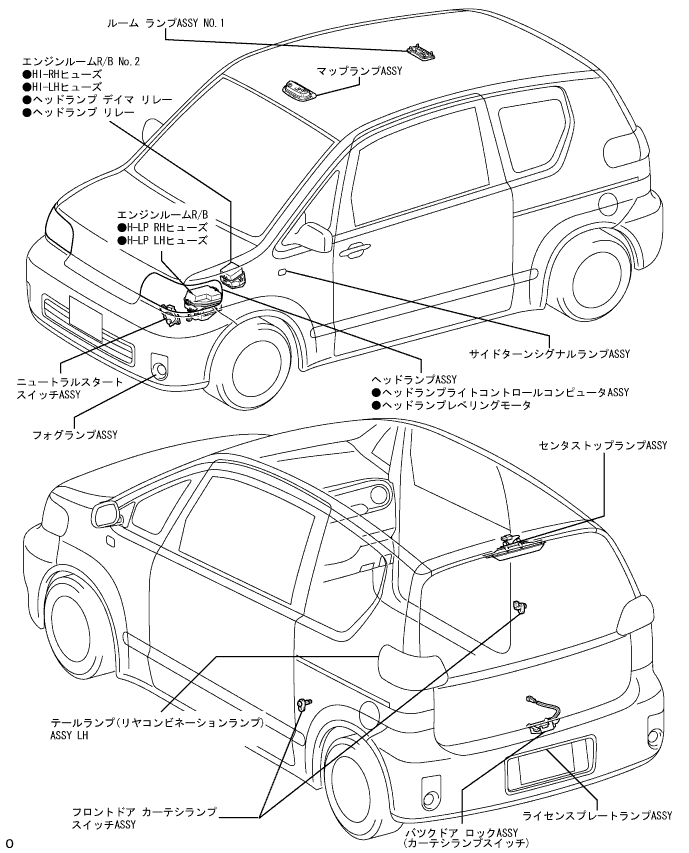 ルーム ランプASSY NO.1
エンジンルームR/B No.2
●HI-RHヒューズ
●HI-LHヒューズ
●ヘッドランプ デイマ リレー
●ヘッドランプ リレー
マップランプASSY
エンジンルームR/B
●H-LP RHヒューズ
●H-LP LHヒューズ
サイドターンシグナルランプASSY
ニュートラルスタート
スイッチASSY
ヘッドランプASSY
●ヘッドランプライトコントロールコンピュータASSY
●ヘッドランプレベリングモータ
フォグランプASSY
センタストップランプASSY
テールランプ(リヤコンビネーションランプ)
ASSY LH
フロントドア カーテシランプ
スイッチASSY
ライセンスプレートランプASSY
バックドア ロックASSY
(カーテシランプスイッチ)
O